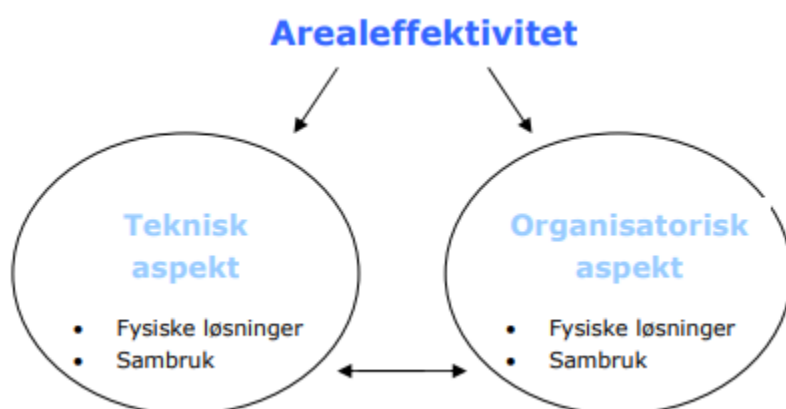 Arealeffektivitet
Teknisk
aspekt
• Fysiske løsninger
• Sambruk
Organisatorisk
aspekt
• Fysiske løsninger
• Sambruk